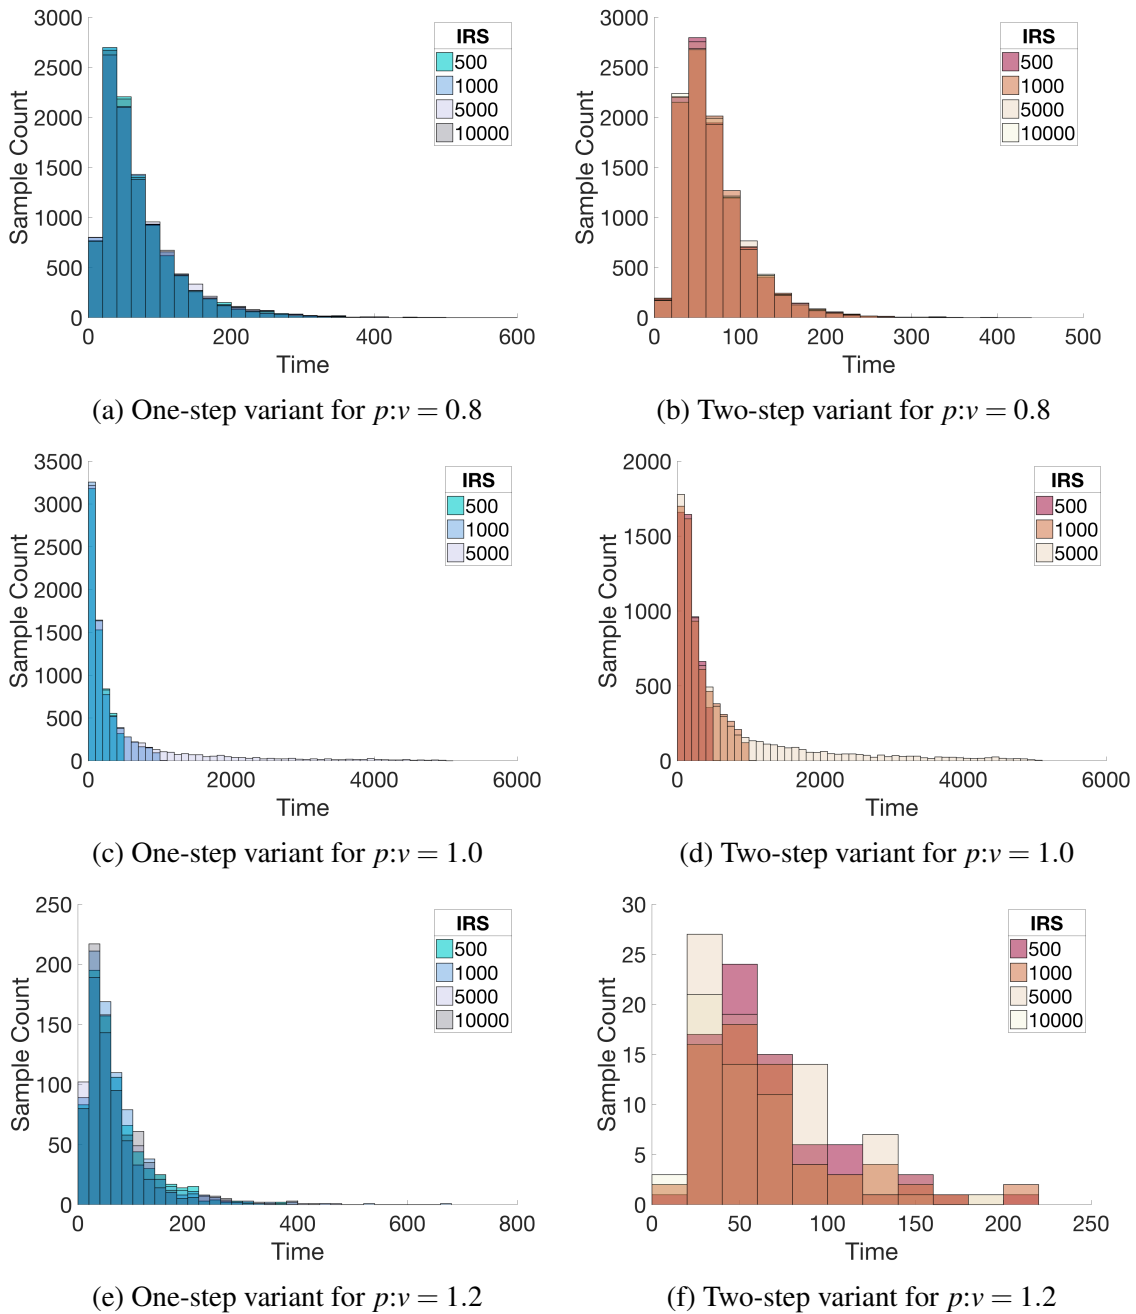 3000
2500
2000
1500
1000
500
0
Sample Count
0 200 400 600
Time
IRS
500
1000
5000
10000
(a) One-step variant for p:v = 0.8
3000
2500
2000
1500
1000
500
0
Sample Count
0 100 200 300 400 500
Time
IRS
500
1000
5000
10000
(b) Two-step variant for p:v = 0.8
3500
3000
2500
2000
1500
1000
500
0
Sample Count
0 2000 4000 6000
Time
IRS
500
1000
5000
(c) One-step variant for p:v = 1.0
2000
1500
1000
500
0
Sample Count
0 2000 4000 6000
Time
IRS
500
1000
5000
(d) Two-step variant for p:v = 1.0
250
200
150
100
50
0
Sample Count
0 200 400 600 800
Time
IRS
500
1000
5000
10000
(e) One-step variant for p:v = 1.2
30
25
20
15
10
5
0
Sample Count
0 50 100 150 200 250
Time
IRS
500
1000
5000
10000
(f) Two-step variant for p:v = 1.2